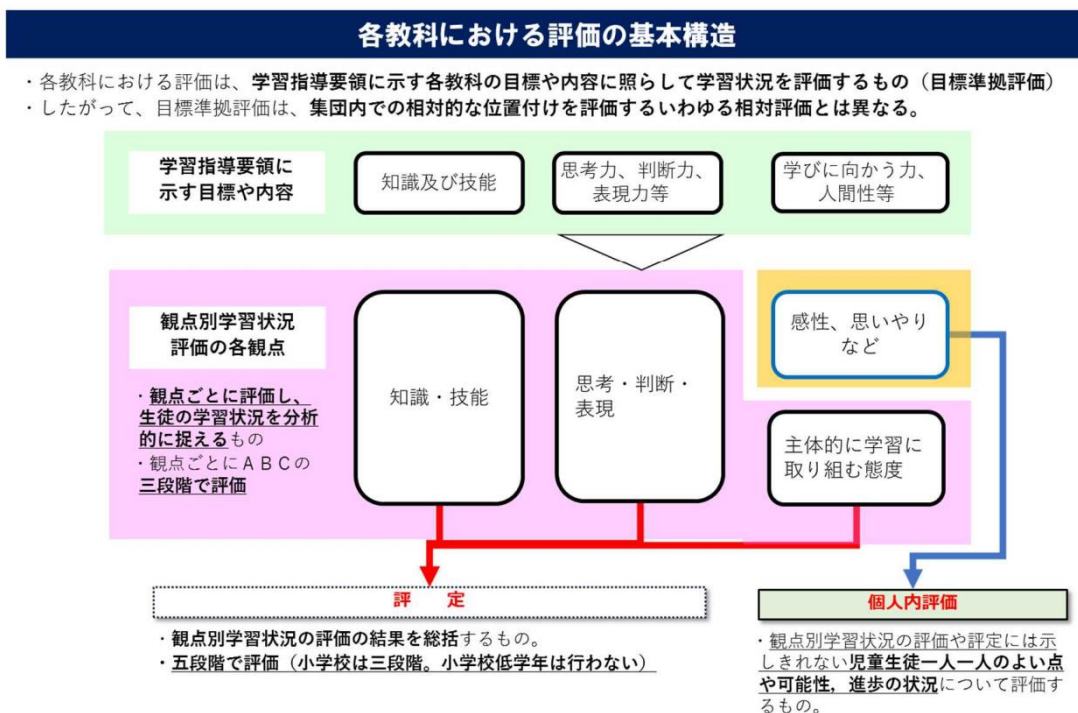 各教科における評価の基本構造
・各教科における評価は、学習指導要領に示す各教科の目標や内容に照らして学習状況を評価するもの（目標準拠評価）
・したがって、目標準拠評価は、集団内での相対的な位置付けを評価するいわゆる相対評価とは異なる。
学習指導要領に
示す目標や内容
知識及び技能
思考力、判断力、
表現力等
学びに向かう力、
人間性等
観点別学習状況
評価の各観点
・観点ごとに評価し、
生徒の学習状況を分析
的に捉えるもの
・観点ごとにＡＢＣの
三段階で評価
知識・技能
思考・判断・
表現
感性、思いやり
など
主体的に学習に
取り組む態度
評　定
・観点別学習状況の評価の結果を総括するもの。
・五段階で評価（小学校は三段階。小学校低学年は行わない）
個人内評価
・観点別学習状況の評価や評定には示
しきれない児童生徒一人一人のよい点
や可能性，進歩の状況について評価す
るもの。